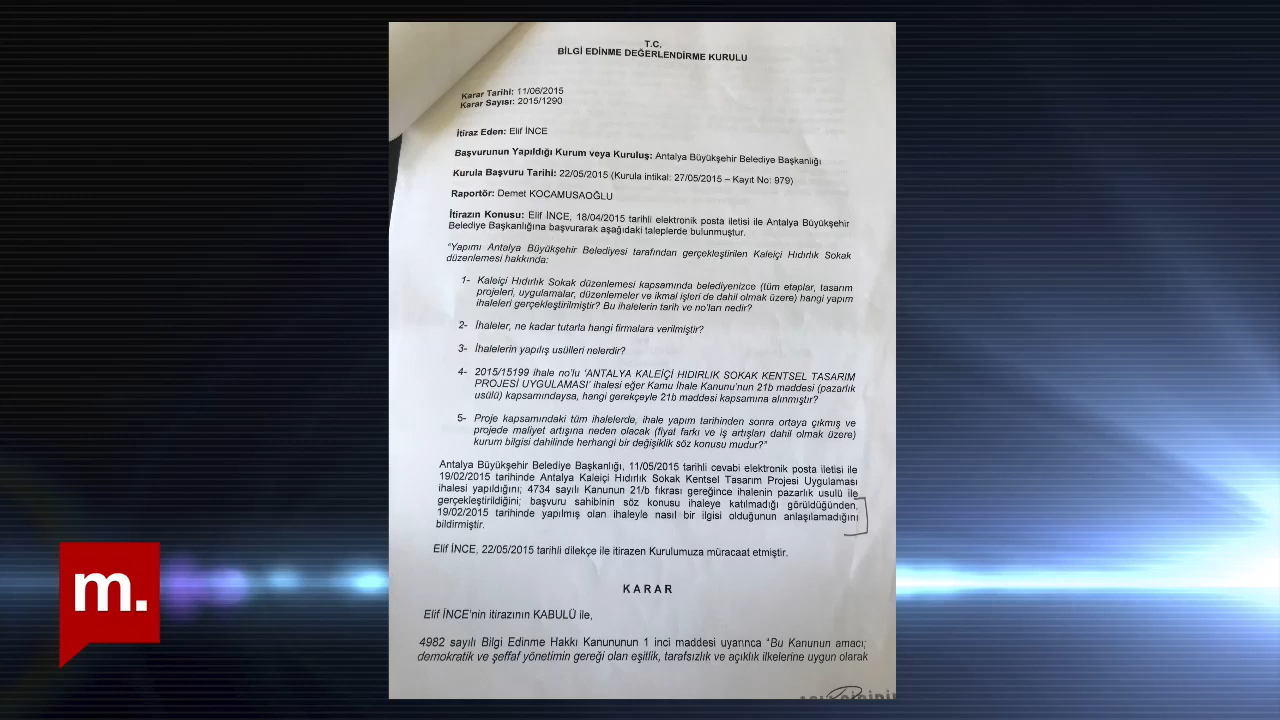 T.C.
BİLGİ EDİNME DEĞERLENDİRME KURULU
Karar Tarihi: 11/06/2015
Karar Sayısı: 2015/1290
İtiraz Eden: Elif İNCE
Başvurunun Yapıldığı Kurum veya Kuruluş: Antalya Büyükşehir Belediye Başkanlığı
Kurula Başvuru Tarihi: 22/05/2015 (Kurula intikal: 27/05/2015 – Kayıt No: 979)
Raportör: Demet KOCAMUSAOĞLU
İtirazın Konusu: Elif İNCE, 18/04/2015 tarihli elektronik posta iletisi ile Antalya Büyükşehir
Belediye Başkanlığına başvurarak aşağıdaki taleplerde bulunmuştur.
“Yapımı Antalya Büyükşehir Belediyesi tarafından gerçekleştirilen Kaleiçi Hıdırlık Sokak
düzenlemesi hakkında:
1- Kaleiçi Hıdırlık Sokak düzenlemesi kapsamında belediyenizce (tüm etaplar, tasarım
projeleri, uygulamalar, düzenlemeler ve ikmal işleri de dahil olmak üzere) hangi yapım
ihaleleri gerçekleştirilmiştir? Bu ihalelerin tarih ve no'ları nedir?
2- İhaleler, ne kadar tutarla hangi firmalara verilmiştir?
3- İhalelerin yapılış usülleri nelerdir?
4- 2015/15199 ihale no'lu ‘ANTALYA KALEİÇİ HIDIRLIK SOKAK KENTSEL TASARIM
PROJESİ UYGULAMASI’ ihalesi eğer Kamu İhale Kanunu'nun 21b maddesi (pazarlık
usülü) kapsamındaysa, hangi gerekçeyle 21b maddesi kapsamına alınmıştır?
5- Proje kapsamındaki tüm ihalelerde, ihale yapım tarihinden sonra ortaya çıkmış ve
projede maliyet artışına neden olacak (fiyat farkı ve iş artışları dahil olmak üzere)
kurum bilgisi dahilinde herhangi bir değişiklik söz konusu mudur?”
Antalya Büyükşehir Belediye Başkanlığı, 11/05/2015 tarihli cevabi elektronik posta iletisi ile
19/02/2015 tarihinde Antalya Kaleiçi Hıdırlık Sokak Kentsel Tasarım Projesi Uygulaması
ihalesi yapıldığını; 4734 sayılı Kanunun 21/b fıkrası gereğince ihalenin pazarlık usulü ile
gerçekleştirildiğini; başvuru sahibinin söz konusu ihaleye katılmadığı görüldüğünden,
19/02/2015 tarihinde yapılmış olan ihaleyle nasıl bir ilgisi olduğunun anlaşılamadığını
bildirmiştir.
Elif İNCE, 22/05/2015 tarihli dilekçe ile itirazen Kurulumuza müracaat etmiştir.
KARAR
Elif İNCE'nin itirazının KABULÜ ile,
4982 sayılı Bilgi Edinme Hakkı Kanununun 1 inci maddesi uyarınca “Bu Kanunun amacı;
demokratik ve şeffaf yönetimin gereği olan eşitlik, tarafsızlık ve açıklık ilkelerine uygun olarak
m.